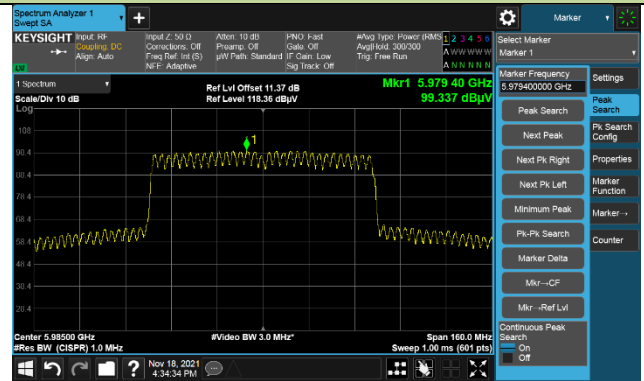 Spectrum Analyzer 1
Swept SA
Marker
KEYSIGHT
Input: RF
Coupling: DC
Align: Auto
Input Z: 50 Ω
Corrections: Off
Freq Ref: Int (S)
NFE: Adaptive
Atten: 10 dB
Preamp: Off
µW Path: Standard
PNO: Fast
Gate: Off
IF Gain: Low
Sig Track: Off
#Avg Type: Power (RMS
Avg|Hold: 300/300
Trig: Free Run
1 2 3 4 5 6
A W W W W W
A N N N N N
LM
Select Marker
Marker 1
1 Spectrum
Scale/Div 10 dB
Log
Ref Lvl Offset 11.37 dB
Ref Level 118.36 dBµV
Mkr1 5.979 40 GHz
99.337 dBµV
108
98.4
88.4
78.4
68.4
58.4
48.4
38.4
28.4
1
Center 5.98500 GHz
#Res BW (CISPR) 1.0 MHz
#Video BW 3.0 MHz*
Span 160.0 MHz
Sweep 1.00 ms (601 pts)
Marker Frequency
5.979400000 GHz
Peak Search
Next Peak
Next Pk Right
Next Pk Left
Minimum Peak
Pk-Pk Search
Marker Delta
Mkr→CF
Mkr→Ref Lvl
Continuous Peak
Search
On
Off
Settings
Peak
Search
Pk Search
Config
Properties
Marker
Function
Marker→
Counter
?
Nov 18, 2021
4:34:34 PM